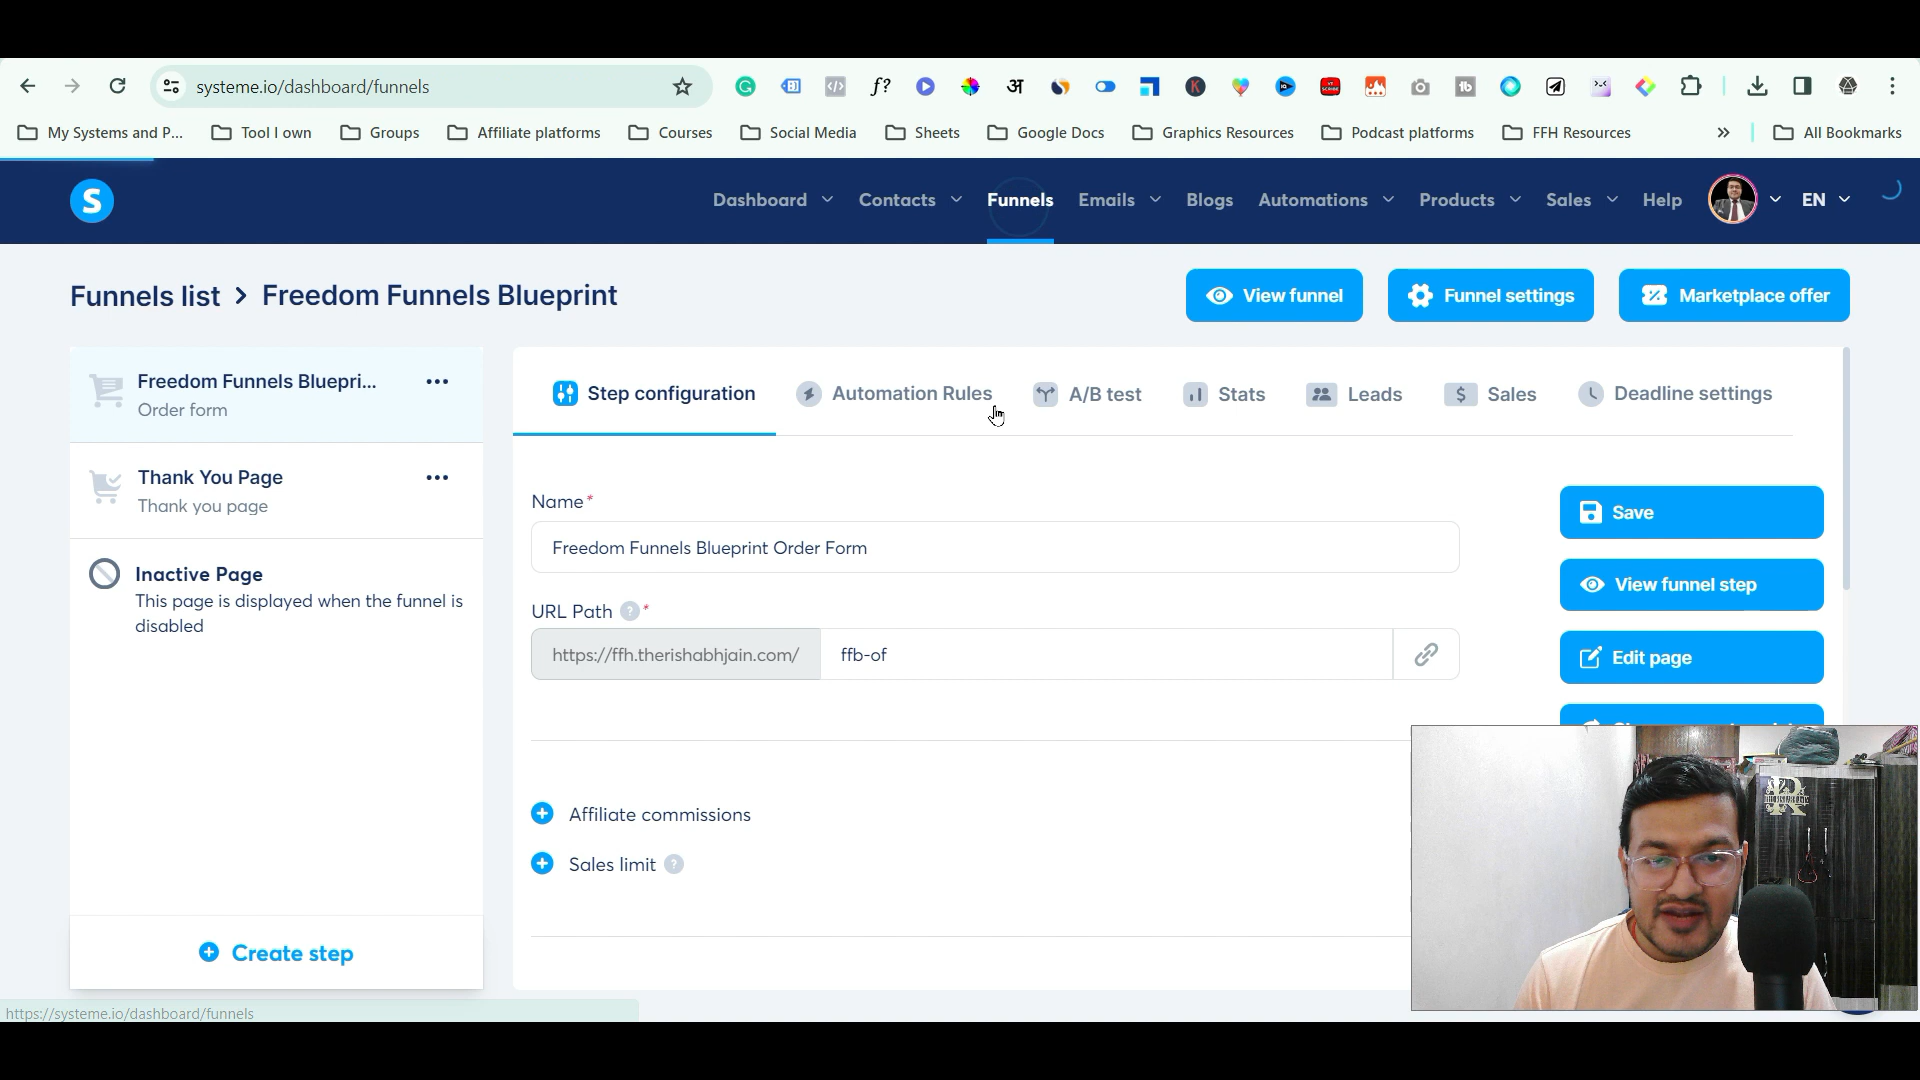 systeme.io/dashboard/funnels
My Systems and P... Tool I own Groups Affiliate platforms Courses Social Media Sheets Google Docs Graphics Resources Podcast platforms FFH Resources » All Bookmarks
S Dashboard Contacts Funnels Emails Blogs Automations Products Sales Help EN
Funnels list > Freedom Funnels Blueprint
View funnel Funnel settings Marketplace offer
Freedom Funnels Bluepri...
Order form
Thank You Page
Thank you page
Inactive Page
This page is displayed when the funnel is
disabled
Create step
Step configuration Automation Rules A/B test Stats Leads $ Sales Deadline settings
Name*
Freedom Funnels Blueprint Order Form
URL Path ? *
https://ffh.therishabhjain.com/ ffb-of
Save
View funnel step
Edit page
Affiliate commissions
Sales limit ?
https://systeme.io/dashboard/funnels